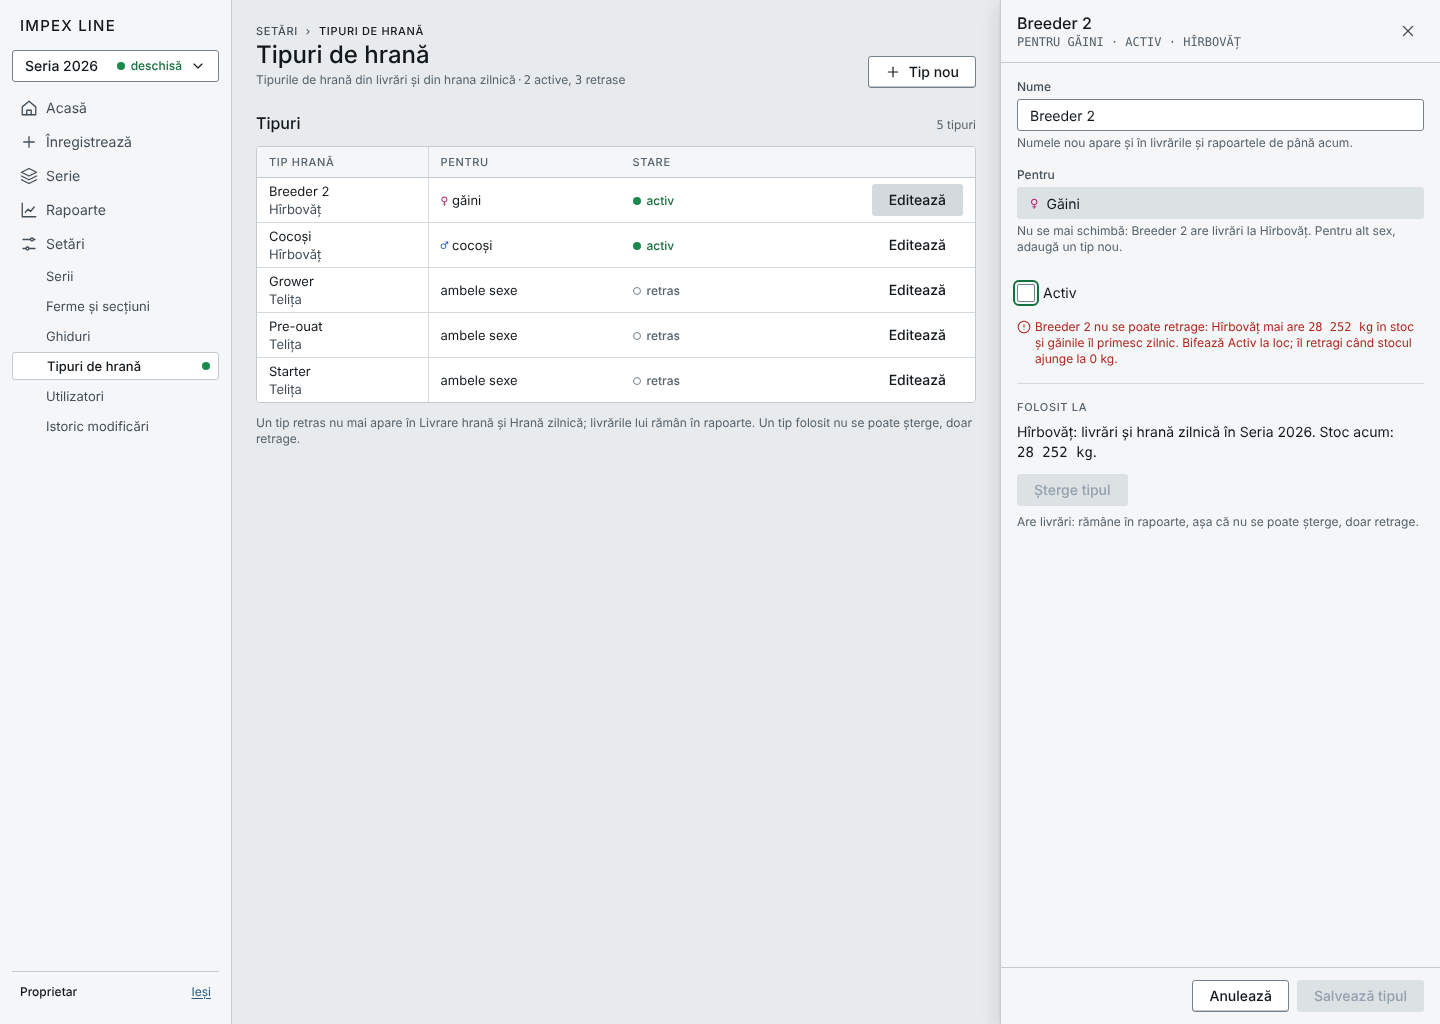 IMPEX LINE
Seria 2026
deschisă
Acasă
Înregistrează
Serie
Rapoarte
Setări
Serii
Ferme și secțiuni
Ghiduri
Tipuri de hrană
Utilizatori
Istoric modificări
Proprietar
Ieși
SETĂRI › TIPURI DE HRANĂ
Tipuri de hrană
Tipurile de hrană din livrări și din hrana zilnică · 2 active, 3 retrase
+ Tip nou
Tipuri
5 tipuri
TIP HRANĂ PENTRU STARE
Breeder 2
Hîrbovăț
♀ găini
activ
Editează
Cocoși
Hîrbovăț
♂ cocoși
activ
Editează
Grower
Telița
ambele sexe
retras
Editează
Pre-ouat
Telița
ambele sexe
retras
Editează
Starter
Telița
ambele sexe
retras
Editează
Un tip retras nu mai apare în Livrare hrană și Hrană zilnică; livrările lui rămân în rapoarte. Un tip folosit nu se poate șterge, doar
retrage.
Breeder 2
PENTRU GĂINI · ACTIV · HÎRBOVĂȚ
Nume
Breeder 2
Numele nou apare și în livrările și rapoartele de până acum.
Pentru
♀ Găini
Nu se mai schimbă: Breeder 2 are livrări la Hîrbovăț. Pentru alt sex,
adaugă un tip nou.
Activ
Breeder 2 nu se poate retrage: Hîrbovăț mai are 28 252 kg în stoc
și găinile îl primesc zilnic. Bifează Activ la loc; îl retragi când stocul
ajunge la 0 kg.
FOLOSIT LA
Hîrbovăț: livrări și hrană zilnică în Seria 2026. Stoc acum:
28 252 kg.
Șterge tipul
Are livrări: rămâne în rapoarte, așa că nu se poate șterge, doar retrage.
Anulează
Salvează tipul